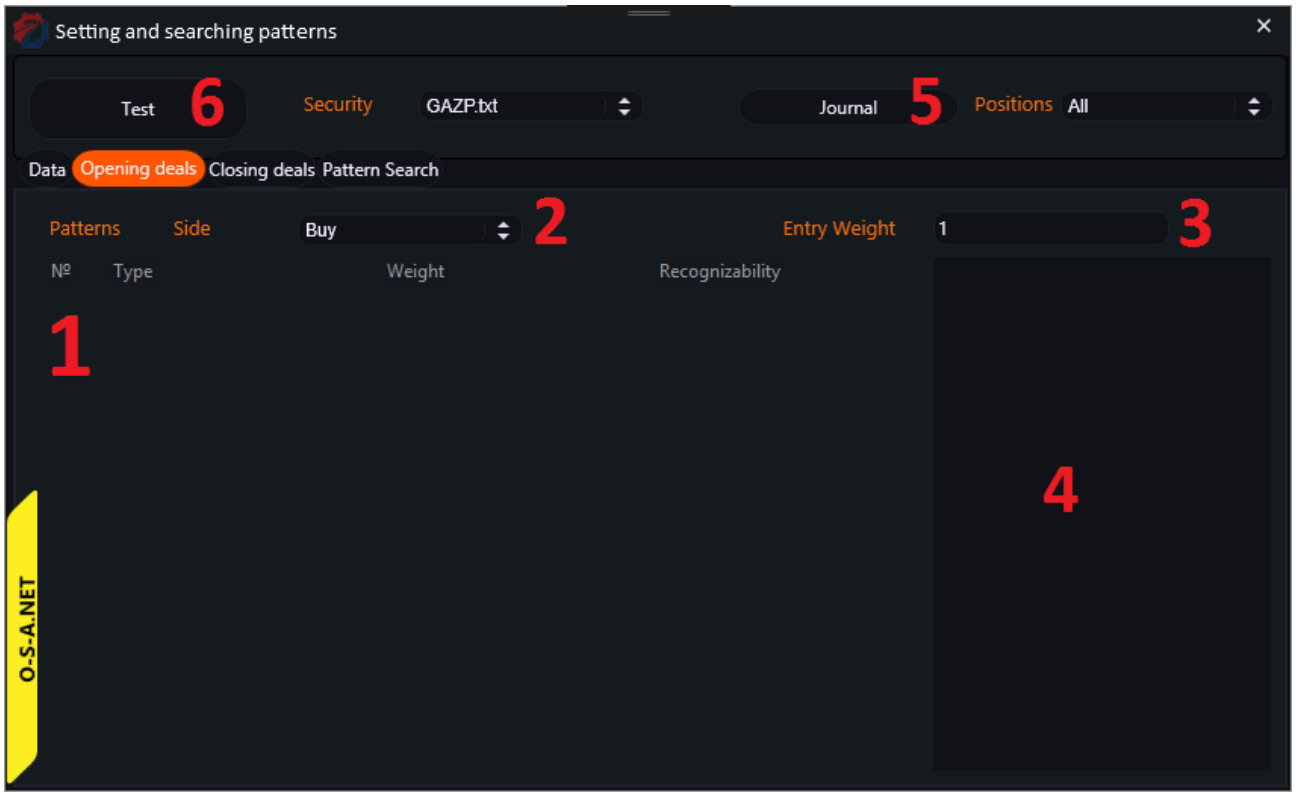 Setting and searching patterns
Test 6 Security GAZP.txt Journal 5 Positions All
Data Opening deals Closing deals Pattern Search
Patterns Side Buy 2 Entry Weight 1 3
Nº Type Weight Recognizability
1
4
O-S-A.NET